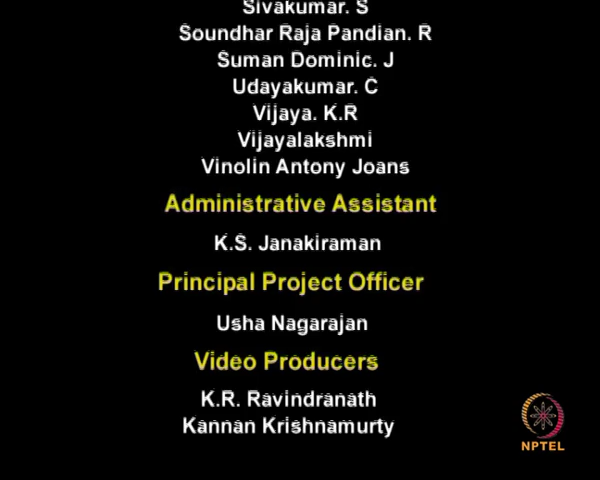 Sivakumar. S
Soundhar Raja Pandian. R
Suman Dominic. J
Udayakumar. C
Vijaya. K.R
Vijayalakshmi
Vinolin Antony Joans
Administrative Assistant
K.S. Janakiraman
Principal Project Officer
Usha Nagarajan
Video Producers
K.R. Ravindranath
Kannan Krishnamurty
NPTEL